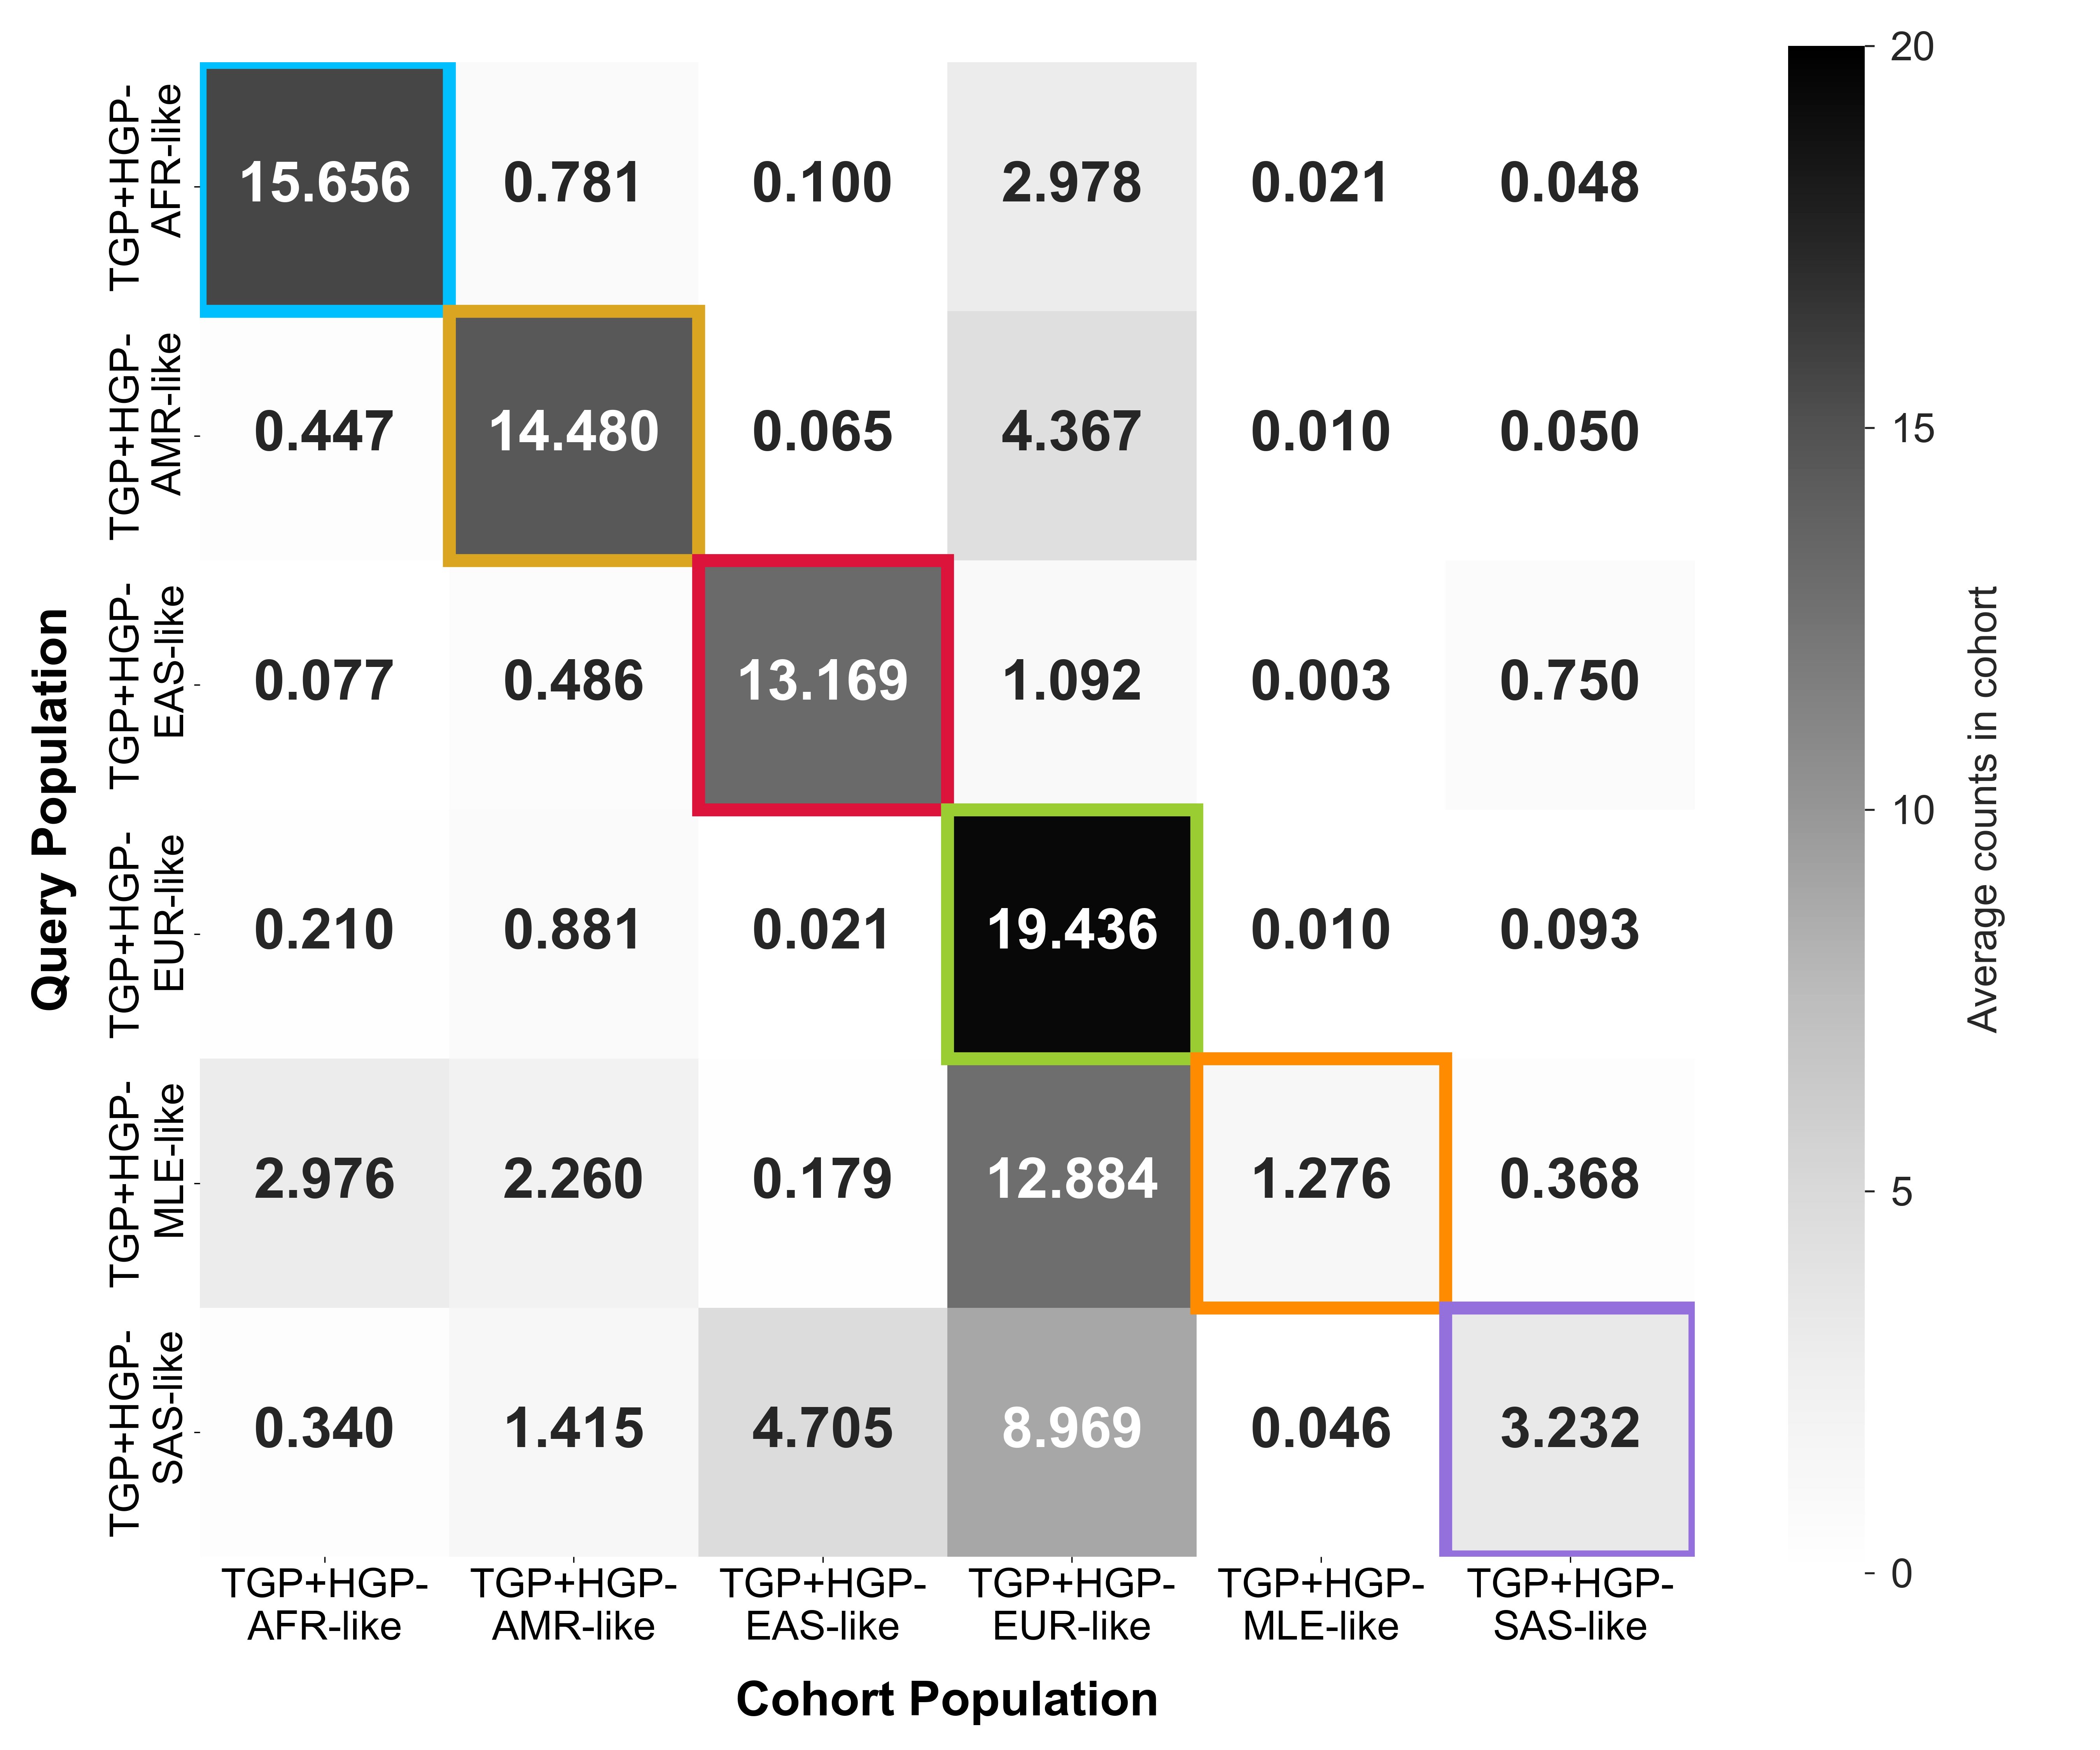 Query Population
TGP+HGP-
AFR-like
15.656 0.781 0.100 2.978 0.021 0.048
TGP+HGP-
AMR-like
0.447 14.480 0.065 4.367 0.010 0.050
TGP+HGP-
EAS-like
0.077 0.486 13.169 1.092 0.003 0.750
TGP+HGP-
EUR-like
0.210 0.881 0.021 19.436 0.010 0.093
TGP+HGP-
MLE-like
2.976 2.260 0.179 12.884 1.276 0.368
TGP+HGP-
SAS-like
0.340 1.415 4.705 8.969 0.046 3.232
TGP+HGP- TGP+HGP- TGP+HGP- TGP+HGP- TGP+HGP- TGP+HGP-
AFR-like AMR-like EAS-like EUR-like MLE-like SAS-like
Cohort Population
20
15
10
5
0
Average counts in cohort